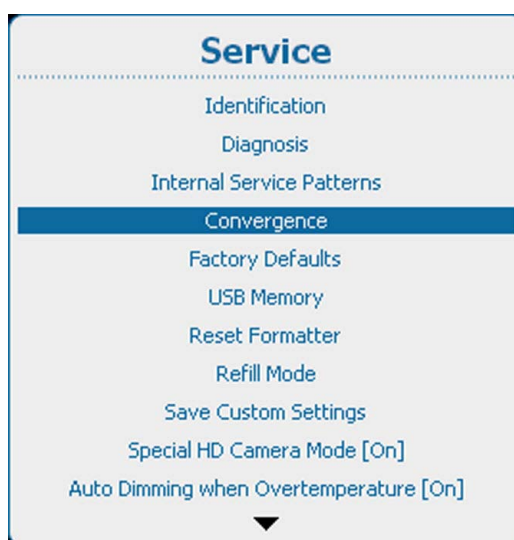 Service
Identification
Diagnosis
Internal Service Patterns
Convergence
Factory Defaults
USB Memory
Reset Formatter
Refill Mode
Save Custom Settings
Special HD Camera Mode [On]
Auto Dimming when Overtemperature [On]